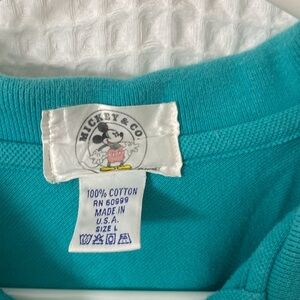 MICKEY & CO.
100% COTTON
RN 60999
MADE IN
U.S.A.
SIZE L